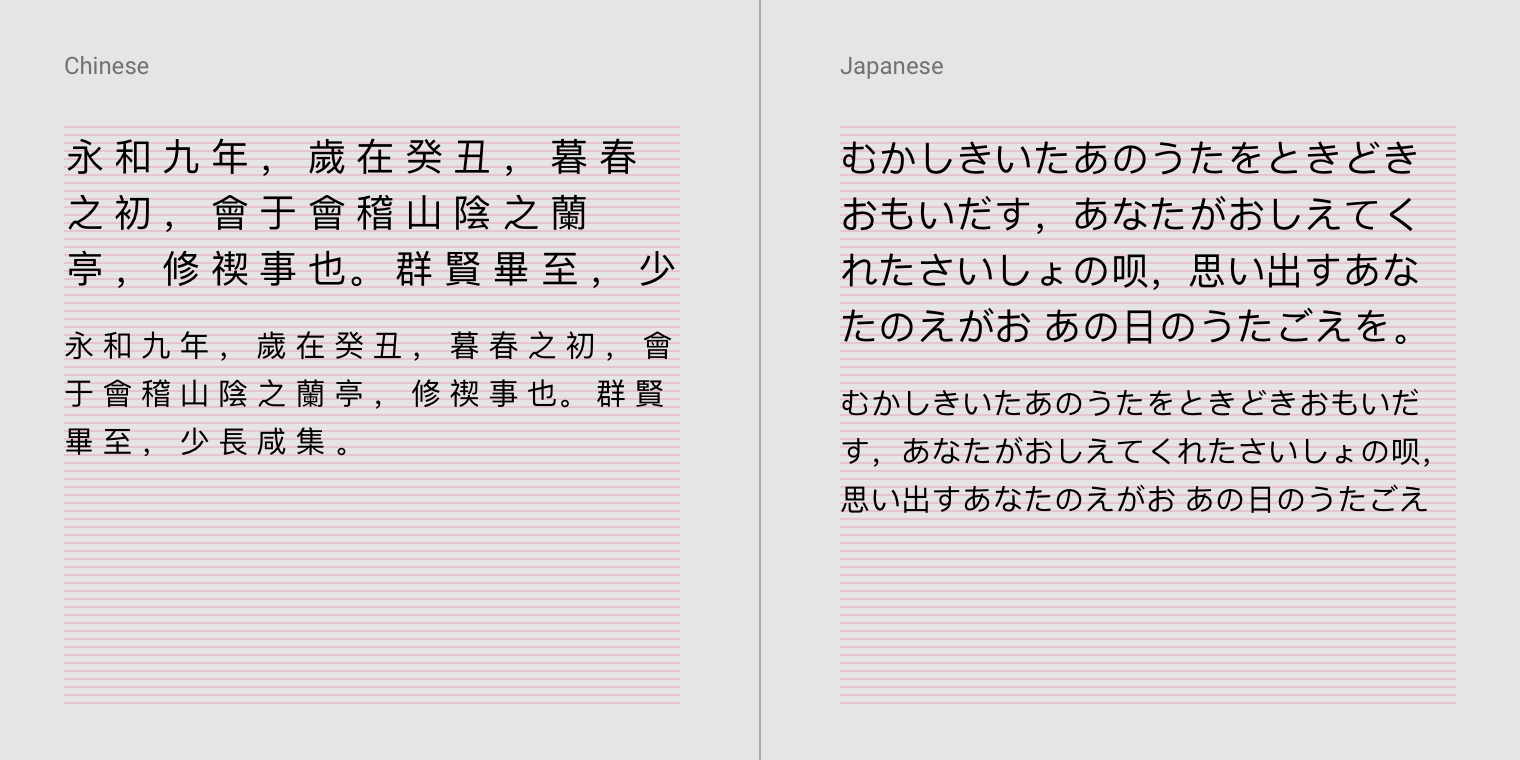 Chinese
永和九年，歲在癸丑，暮春
之初，會于會稽山陰之蘭
亭，修禊事也。群賢畢至，少
永和九年，歲在癸丑，暮春之初，會
于會稽山陰之蘭亭，修禊事也。群賢
畢至，少長咸集。
Japanese
むかしきいたあのうたをときどき
おもいだす，あなたがおしえてく
れたさいしょの呗，思い出すあな
たのえがお あの日のうたごえを。
むかしきいたあのうたをときどきおもいだ
す，あなたがおしえてくれたさいしょの呗，
思い出すあなたのえがお あの日のうたごえ